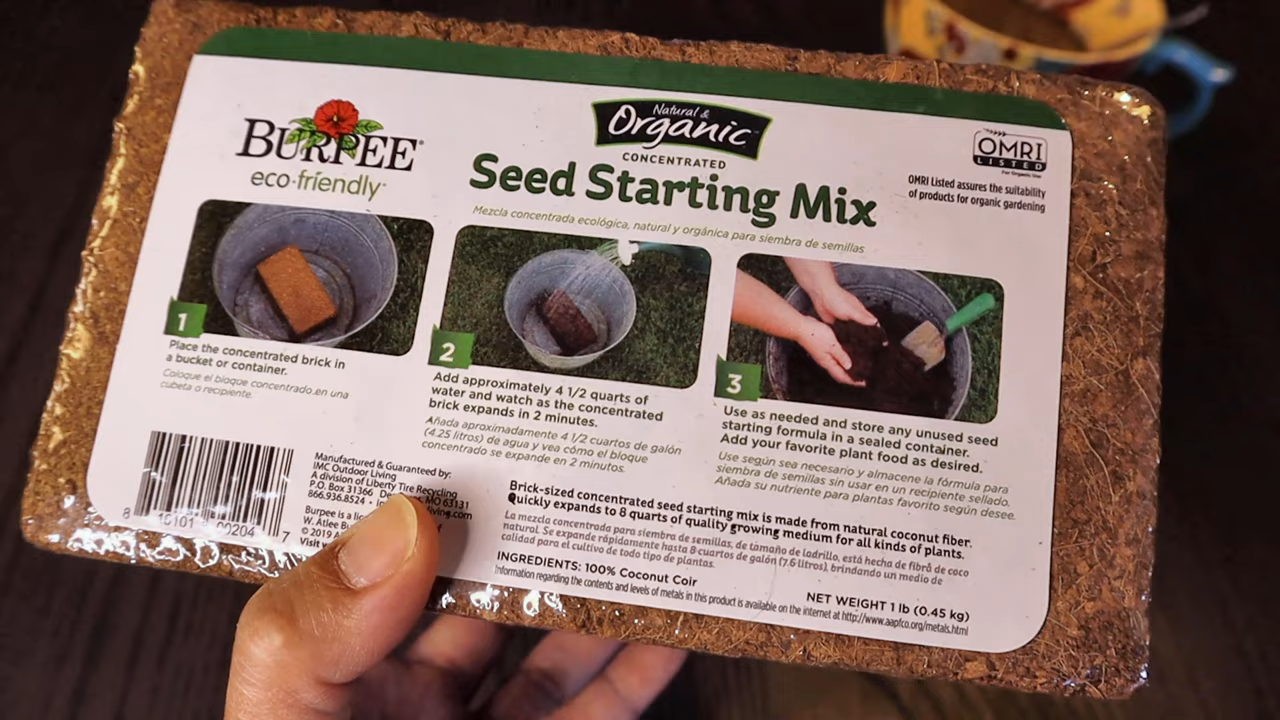 BURPEE®
eco·friendly™
Natural &
Organic™
CONCENTRATED
Seed Starting Mix
Mezcla concentrada ecológica, natural y orgánica para siembra de semillas
OMRI
LISTED
For Organic Use
OMRI Listed assures the suitability
of products for organic gardening
1
Place the concentrated brick in
a bucket or container.
Coloque el bloque concentrado en una
cubeta o recipiente.
2
Add approximately 4 1/2 quarts of
water and watch as the concentrated
brick expands in 2 minutes.
Añada aproximadamente 4 1/2 cuartos de galón
(4.25 litros) de agua y vea cómo el bloque
concentrado se expande en 2 minutos.
3
Use as needed and store any unused seed
starting formula in a sealed container.
Add your favorite plant food as desired.
Use según sea necesario y almacene la fórmula para
siembra de semillas sin usar en un recipiente sellado.
Añada su nutriente para plantas favorito según desee.
Manufactured & Guaranteed by:
IMC Outdoor Living
A division of Liberty Tire Recycling
P.O. Box 31366 MO 63131
866.936.8524 •
Burpee is a
W. Atlee
© 2019
Visit
8 00204 7
Brick-sized concentrated seed starting mix is made from natural coconut fiber.
Quickly expands to 8 quarts of quality growing medium for all kinds of plants.
La mezcla concentrada para siembra de semillas, de tamaño de ladrillo, está hecha de fibra de coco
natural. Se expande rápidamente hasta 8 cuartos de galón (7.6 litros), brindando un medio de
calidad para el cultivo de todo tipo de plantas.
INGREDIENTS: 100% Coconut Coir
NET WEIGHT 1 lb (0.45 kg)
Information regarding the contents and levels of metals in this product is available on the internet at http://www.aapfco.org/metals.html